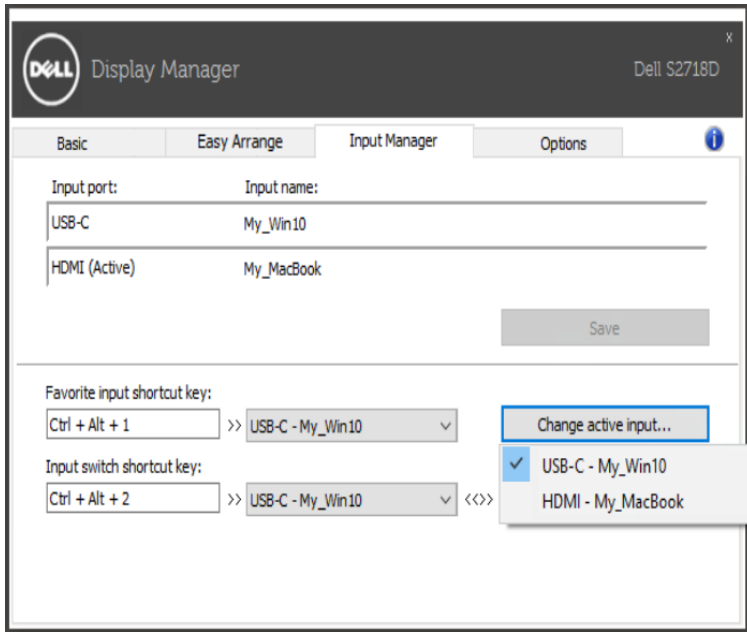 DELL Display Manager
x
Dell S2718D
Basic Easy Arrange Input Manager Options i
Input port: Input name:
USB-C My_Win10
HDMI (Active) My_MacBook
Save
Favorite input shortcut key:
Ctrl + Alt + 1 >> USB-C - My_Win10 Change active input...
Input switch shortcut key:
Ctrl + Alt + 2 >> USB-C - My_Win10 <<>>
USB-C - My_Win10
HDMI - My_MacBook